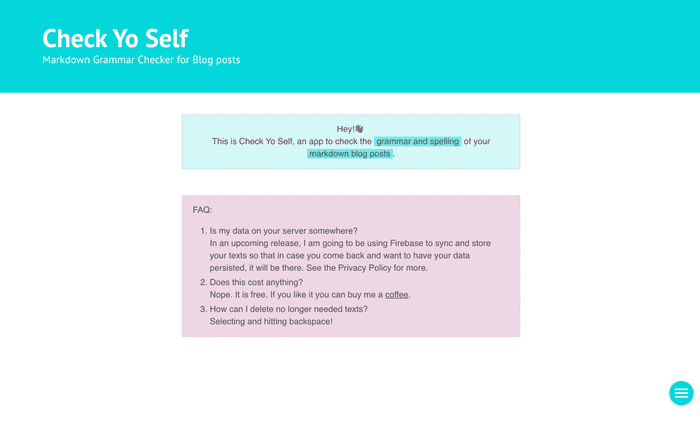 Check Yo Self
Markdown Grammar Checker for Blog posts
Hey!👋
This is Check Yo Self, an app to check the grammar and spelling of your
markdown blog posts.
FAQ:
1. Is my data on your server somewhere?
In an upcoming release, I am going to be using Firebase to sync and store
your texts so that in case you come back and want to have your data
persisted, it will be there. See the Privacy Policy for more.
2. Does this cost anything?
Nope. It is free. If you like it you can buy me a coffee.
3. How can I delete no longer needed texts?
Selecting and hitting backspace!